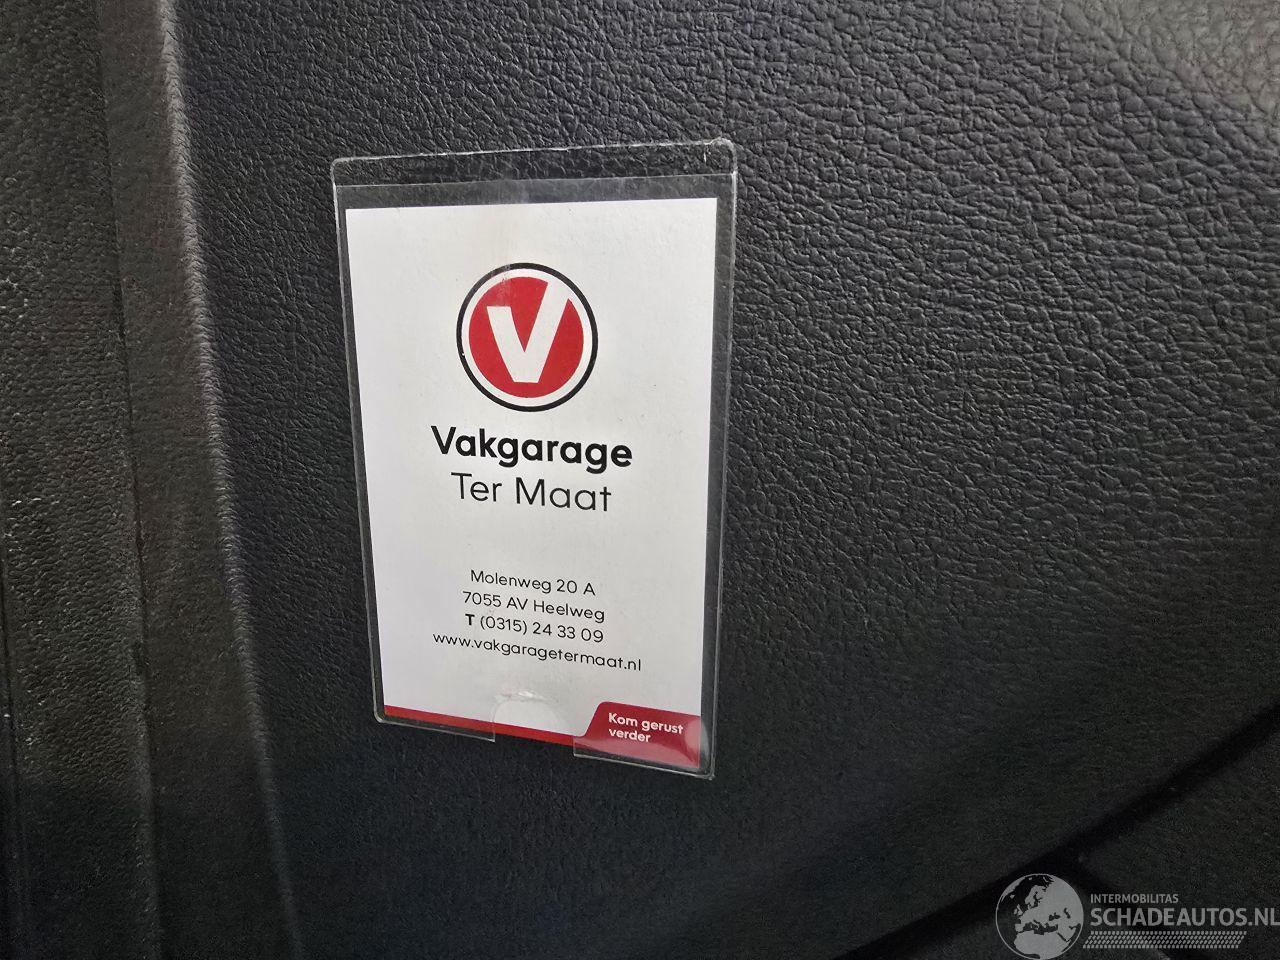 V
Vakgarage
Ter Maat
Molenweg 20 A
7055 AV Heelweg
T (0315) 24 33 09
www.vakgaragetermaat.nl
Kom gerust
verder
INTERMOBILITAS
SCHADEAUTOS.NL